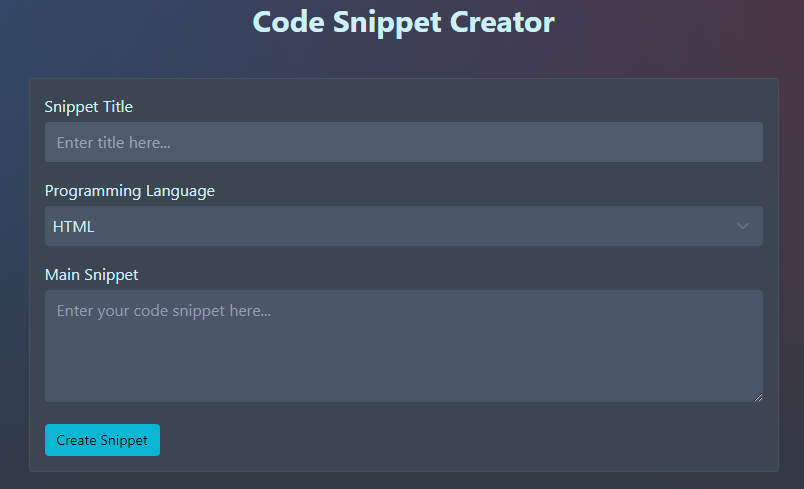 Code Snippet Creator
Snippet Title
Enter title here...
Programming Language
HTML
Main Snippet
Enter your code snippet here...
Create Snippet